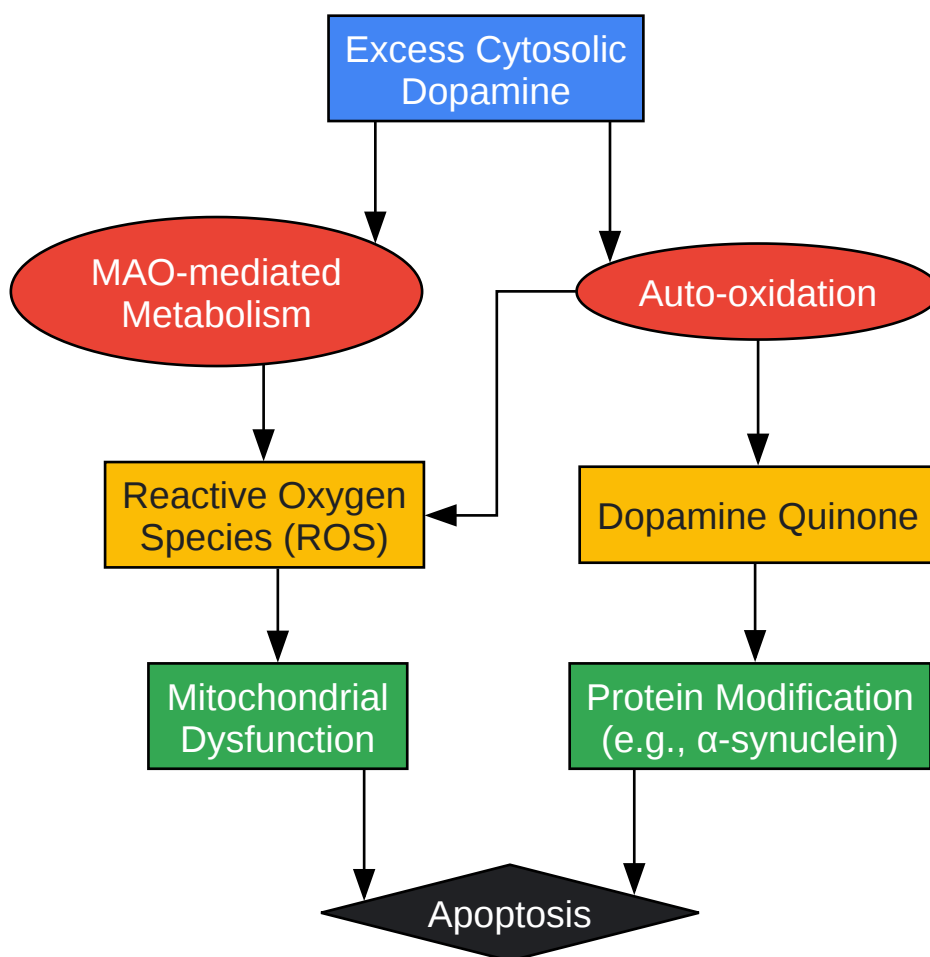 Excess Cytosolic
Dopamine
MAO-mediated
Metabolism
Auto-oxidation
Reactive Oxygen
Species (ROS)
Dopamine Quinone
Mitochondrial
Dysfunction
Protein Modification
(e.g., α-synuclein)
Apoptosis